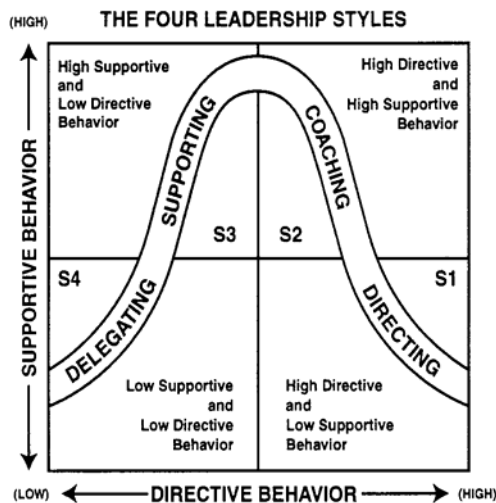 THE FOUR LEADERSHIP STYLES
(HIGH)
High Supportive
and
Low Directive
Behavior
High Directive
and
High Supportive
Behavior
SUPPORTING
COACHING
S3
S2
S4
S1
DELEGATING
DIRECTING
Low Supportive
and
Low Directive
Behavior
High Directive
and
Low Supportive
Behavior
SUPPORTIVE BEHAVIOR
(LOW)
DIRECTIVE BEHAVIOR
(HIGH)